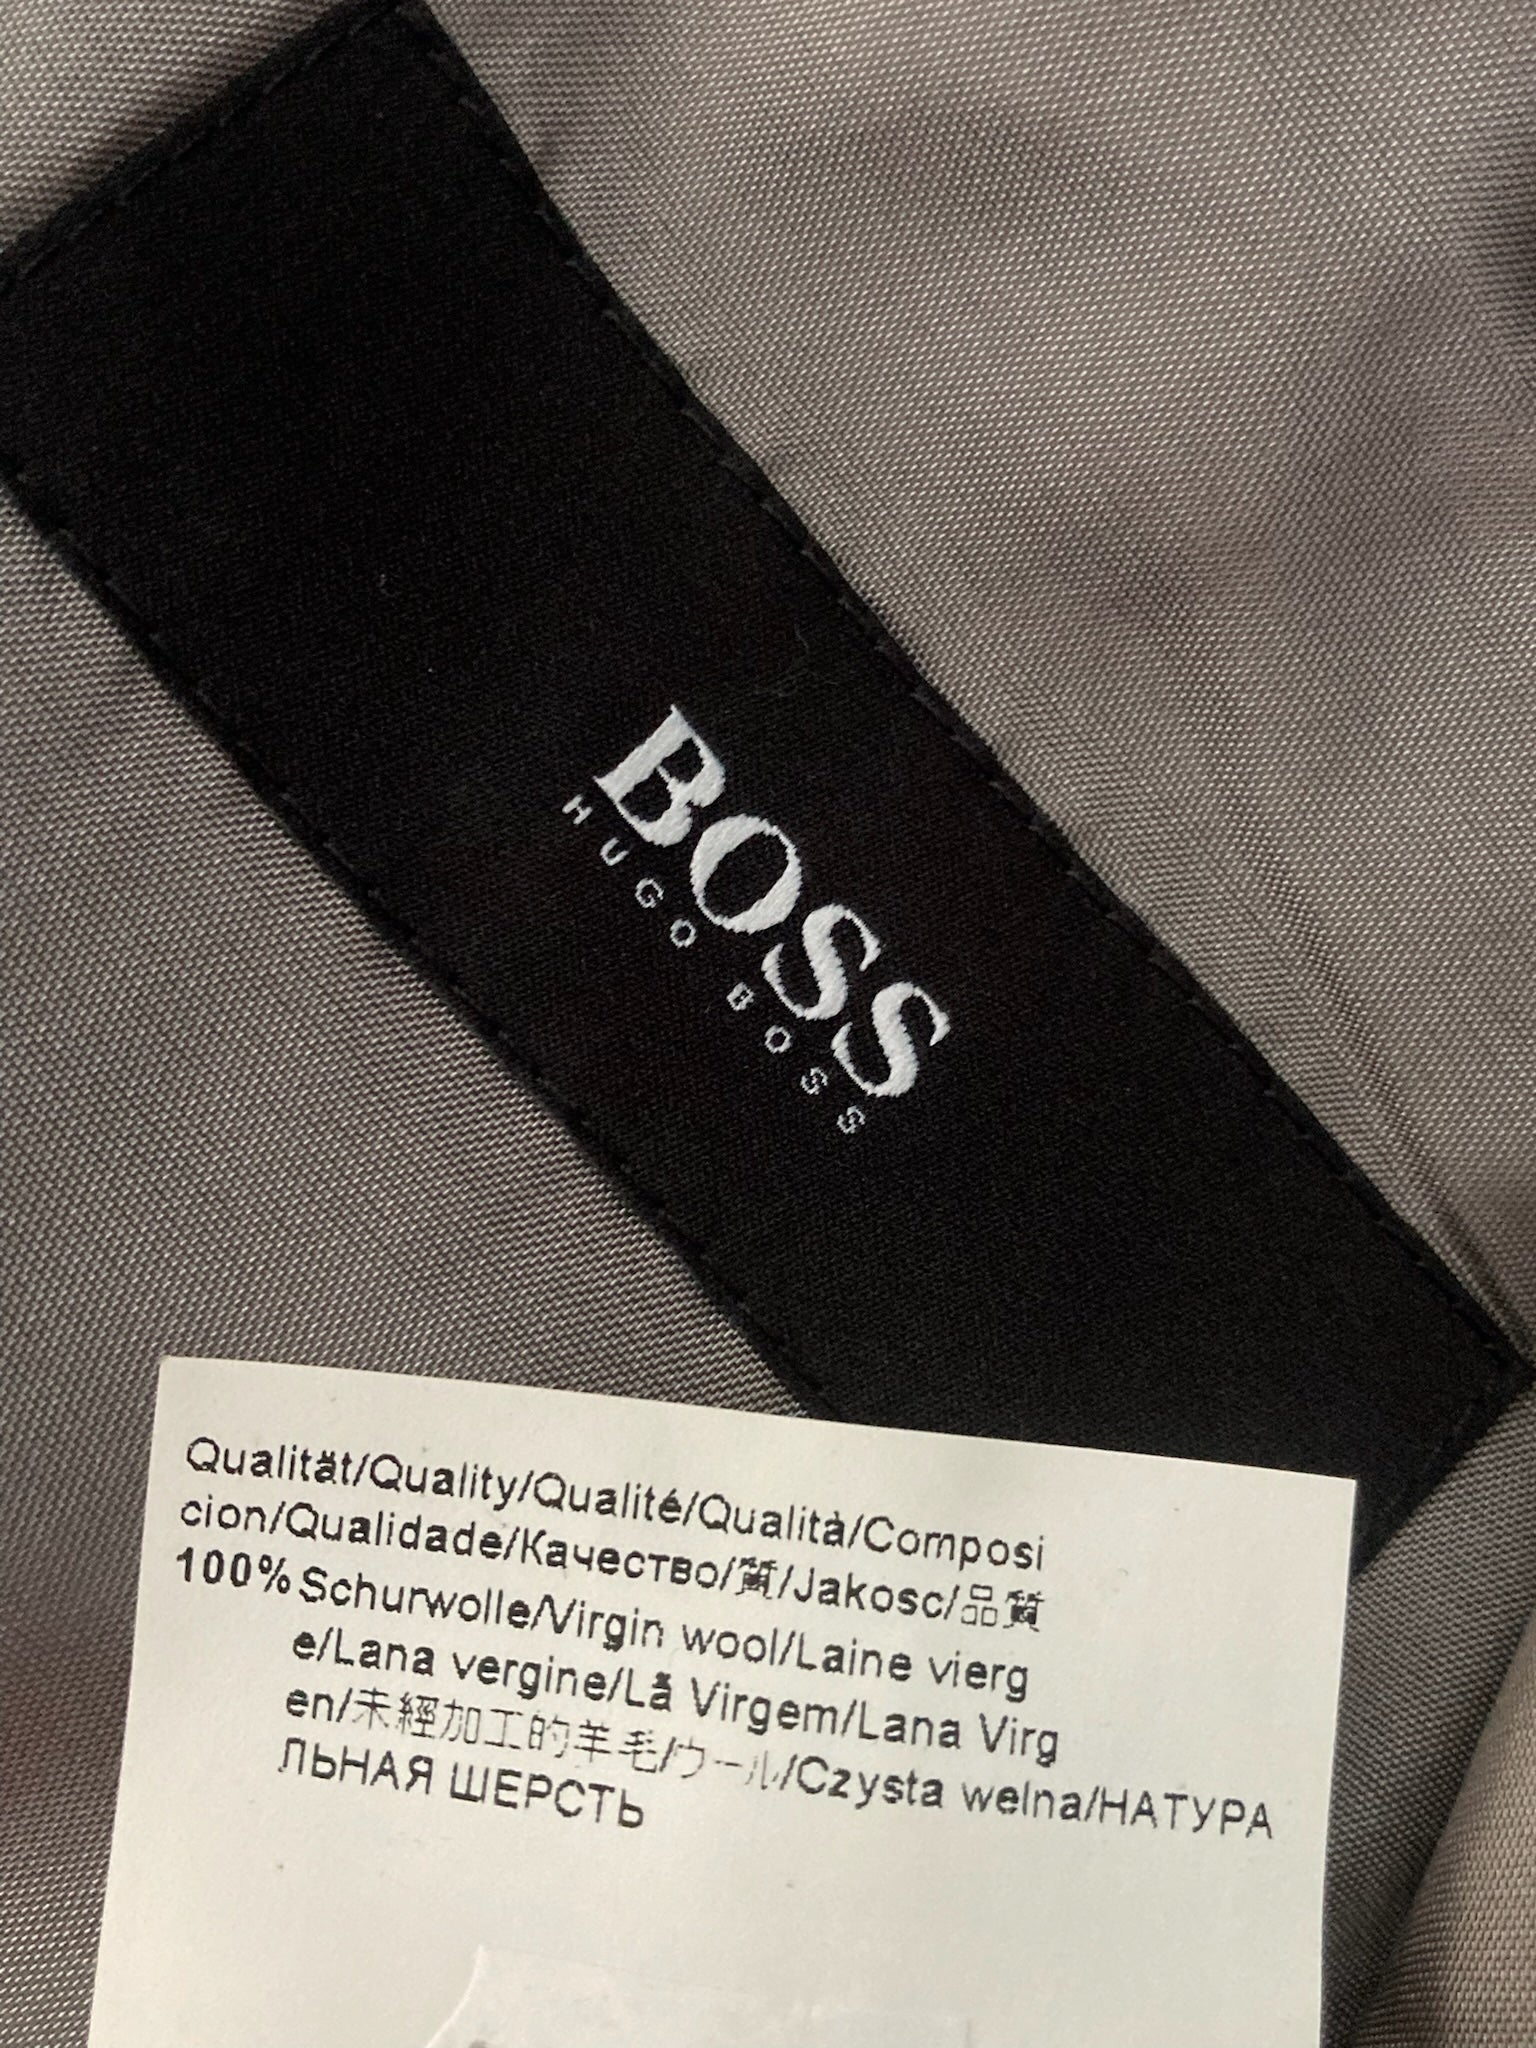 BOSS
HUGO BOSS
Qualität/Quality/Qualité/Qualità/Composi
cion/Qualidade/Качество/質/Jakosc/品質
100% Schurwolle/Virgin wool/Laine vierg
e/Lana vergine/Lã Virgem/Lana Virg
en/未經加工的羊毛/ウール/Czysta welna/НАТУРА
ЛЬНАЯ ШЕРСТЬ